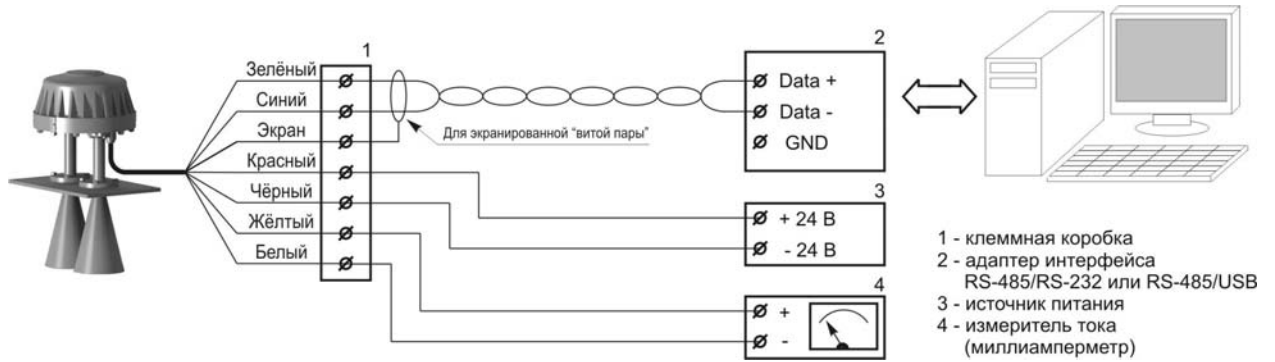 1
Зелёный
Синий
Экран
Красный
Чёрный
Жёлтый
Белый
Для экранированной "витой пары"
2
Data +
Data -
GND
3
+ 24 В
- 24 В
4
+
-
1 - клеммная коробка
2 - адаптер интерфейса
RS-485/RS-232 или RS-485/USB
3 - источник питания
4 - измеритель тока
(миллиамперметр)